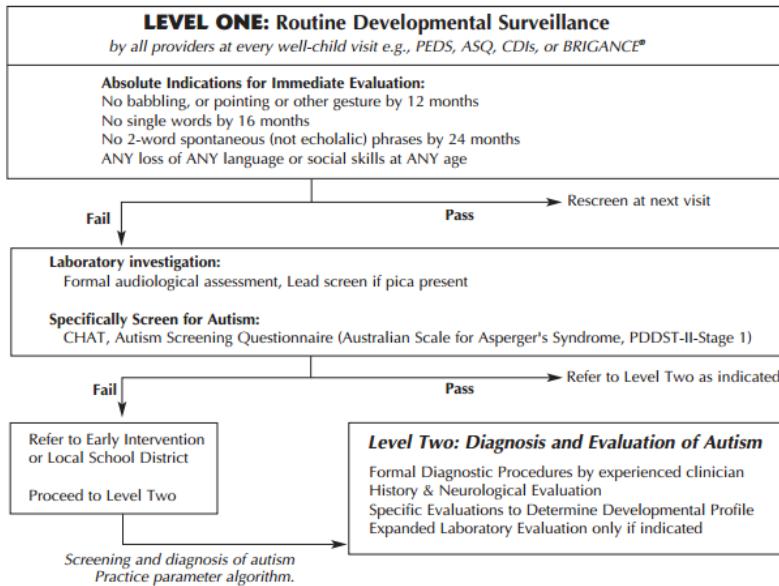 LEVEL ONE: Routine Developmental Surveillance
by all providers at every well-child visit e.g., PEDS, ASQ, CDIs, or BRIGANCE®
Absolute Indications for Immediate Evaluation:
No babbling, or pointing or other gesture by 12 months
No single words by 16 months
No 2-word spontaneous (not echolalic) phrases by 24 months
ANY loss of ANY language or social skills at ANY age
Fail
Pass
Rescreen at next visit
Laboratory investigation:
Formal audiological assessment, Lead screen if pica present
Specifically Screen for Autism:
CHAT, Autism Screening Questionnaire (Australian Scale for Asperger's Syndrome, PDDST-II-Stage 1)
Fail
Pass
Refer to Level Two as indicated
Refer to Early Intervention
or Local School District
Proceed to Level Two
Level Two: Diagnosis and Evaluation of Autism
Formal Diagnostic Procedures by experienced clinician
History & Neurological Evaluation
Specific Evaluations to Determine Developmental Profile
Expanded Laboratory Evaluation only if indicated
Screening and diagnosis of autism
Practice parameter algorithm.